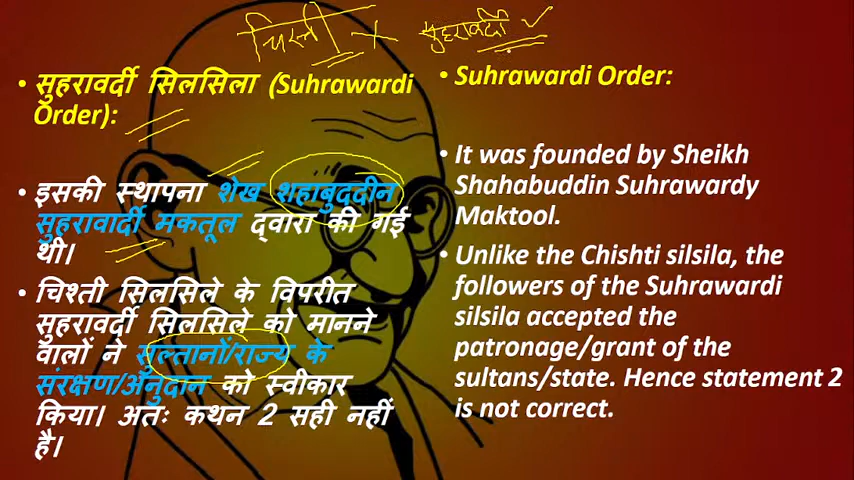 चिस्ती + सुहरावर्दी
• सुहरावर्दी सिलसिला (Suhrawardi
Order):
• इसकी स्थापना शेख शहाबुददीन
सुहरावार्दी मकतूल द्वारा की गई
थी।
• चिश्ती सिलसिले के विपरीत
सुहरावर्दी सिलसिले को मानने
वालों ने सुल्तानों/राज्य के
संरक्षण/अनुदान को स्वीकार
किया। अतः कथन 2 सही नहीं
है।
• Suhrawardi Order:
• It was founded by Sheikh
Shahabuddin Suhrawardy
Maktool.
• Unlike the Chishti silsila, the
followers of the Suhrawardi
silsila accepted the
patronage/grant of the
sultans/state. Hence statement 2
is not correct.